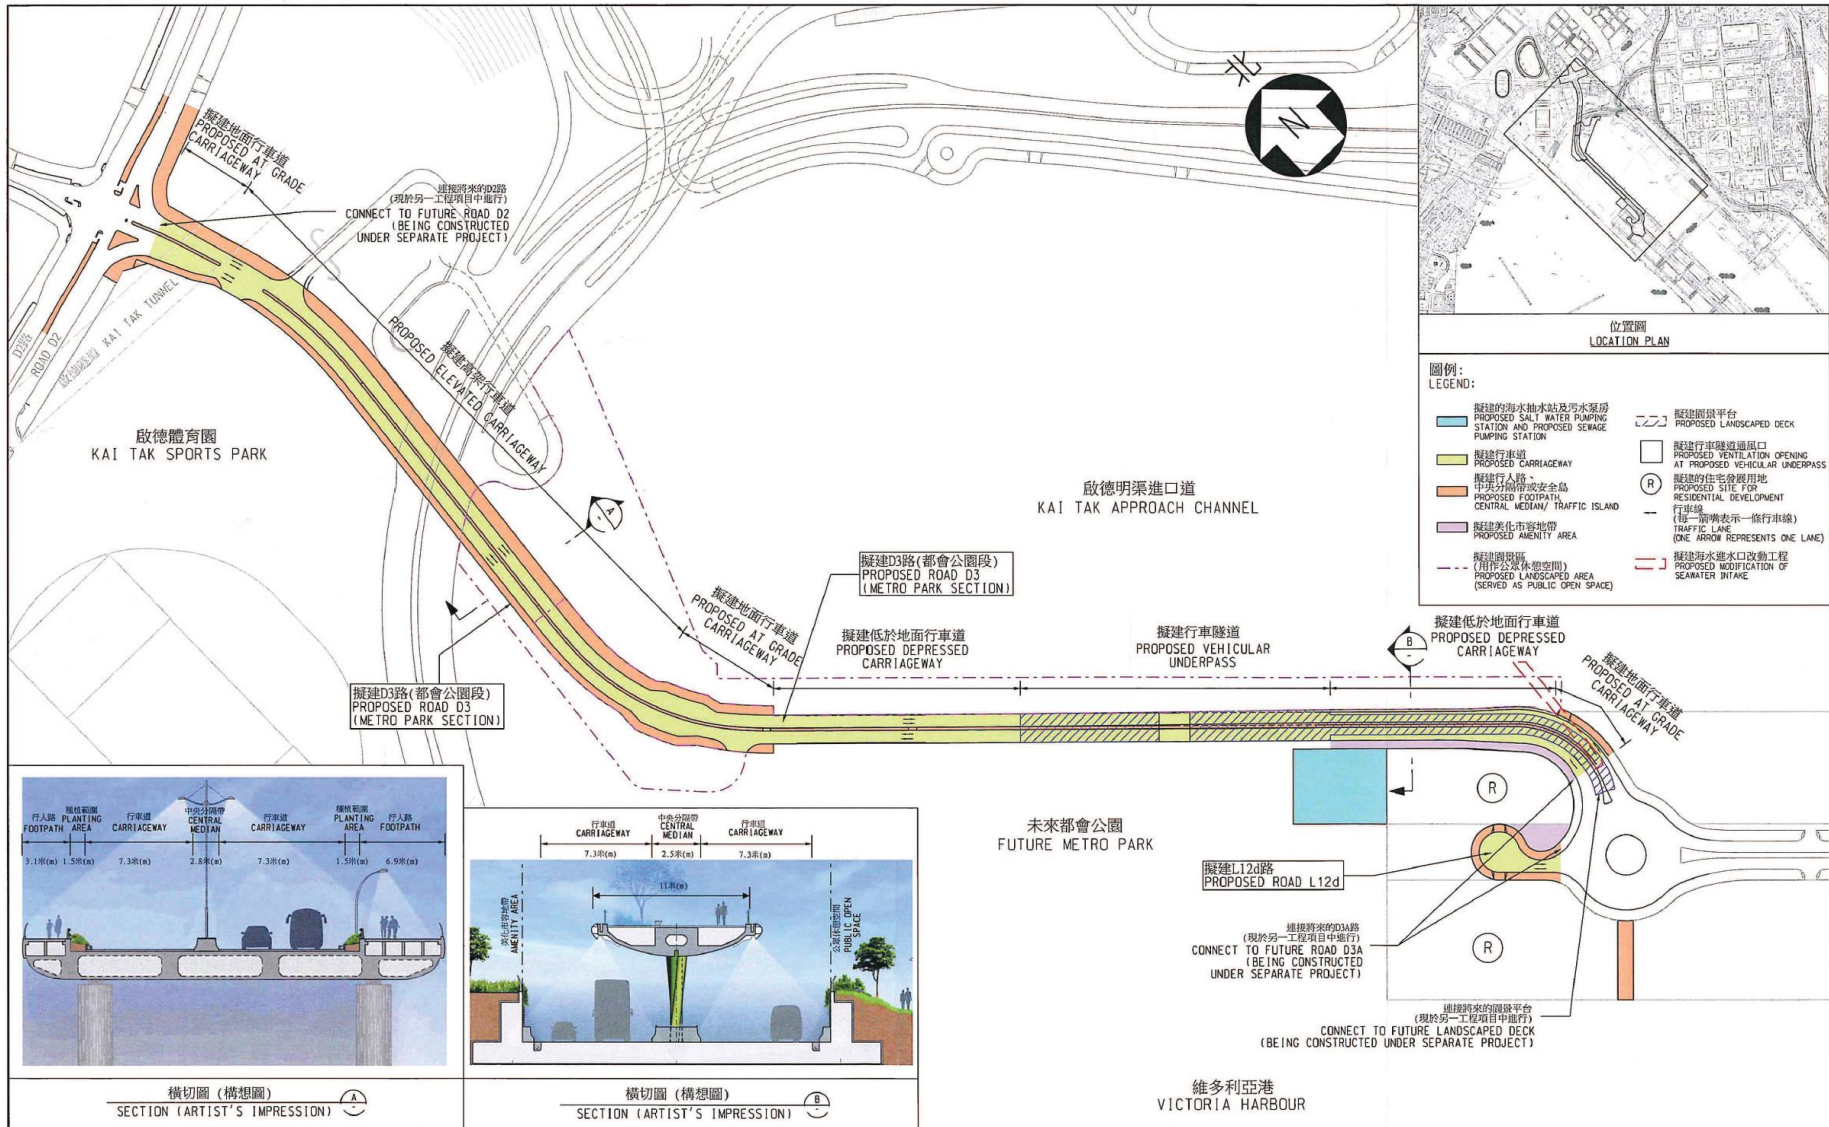 擬建地面行車道
PROPOSED AT GRADE
CARRIAGEWAY
連接將來的D2路
(現於另一工程項目中進行)
CONNECT TO FUTURE ROAD D2
(BEING CONSTRUCTED
UNDER SEPARATE PROJECT)
D2路
ROAD D2
啟德隧道 KAI TAK TUNNEL
啟德體育園
KAI TAK SPORTS PARK
擬建高架行車道
PROPOSED ELEVATED CARRIAGEWAY
A
-
北
N
啟德明渠進口道
KAI TAK APPROACH CHANNEL
擬建D3路(都會公園段)
PROPOSED ROAD D3
(METRO PARK SECTION)
擬建D3路(都會公園段)
PROPOSED ROAD D3
(METRO PARK SECTION)
擬建地面行車道
PROPOSED AT GRADE
CARRIAGEWAY
擬建低於地面行車道
PROPOSED DEPRESSED
CARRIAGEWAY
擬建行車隧道
PROPOSED VEHICULAR
UNDERPASS
B
-
擬建低於地面行車道
PROPOSED DEPRESSED
CARRIAGEWAY
擬建地面行車道
PROPOSED AT GRADE
CARRIAGEWAY
R
R
未來都會公園
FUTURE METRO PARK
擬建L12d路
PROPOSED ROAD L12d
連接將來的D3A路
(現於另一工程項目中進行)
CONNECT TO FUTURE ROAD D3A
(BEING CONSTRUCTED
UNDER SEPARATE PROJECT)
連接將來的園景平台
(現於另一工程項目中進行)
CONNECT TO FUTURE LANDSCAPED DECK
(BEING CONSTRUCTED UNDER SEPARATE PROJECT)
維多利亞港
VICTORIA HARBOUR
位置圖
LOCATION PLAN
圖例:
LEGEND:
擬建的海水抽水站及污水泵房
PROPOSED SALT WATER PUMPING
STATION AND PROPOSED SEWAGE
PUMPING STATION
擬建行車道
PROPOSED CARRIAGEWAY
擬建行人路、
中央分隔帶或安全島
PROPOSED FOOTPATH,
CENTRAL MEDIAN/ TRAFFIC ISLAND
擬建美化市容地帶
PROPOSED AMENITY AREA
擬建園景區
(用作公眾休憩空間)
PROPOSED LANDSCAPED AREA
(SERVED AS PUBLIC OPEN SPACE)
擬建園景平台
PROPOSED LANDSCAPED DECK
擬建行車隧道通風口
PROPOSED VENTILATION OPENING
AT PROPOSED VEHICULAR UNDERPASS
R
擬建的住宅發展用地
PROPOSED SITE FOR
RESIDENTIAL DEVELOPMENT
行車線
(每一箭嘴表示一條行車線)
TRAFFIC LANE
(ONE ARROW REPRESENTS ONE LANE)
擬建海水進水口改動工程
PROPOSED MODIFICATION OF
SEAWATER INTAKE
行人路 種植範圍 行車道 中央分隔帶 行車道 種植範圍 行人路
FOOTPATH PLANTING AREA CARRIAGEWAY CENTRAL MEDIAN CARRIAGEWAY PLANTING AREA FOOTPATH
3.1米(m) 1.5米(m) 7.3米(m) 2.8米(m) 7.3米(m) 1.5米(m) 6.9米(m)
橫切圖 (構想圖)
SECTION (ARTIST'S IMPRESSION)
A
-
行車道 中央分隔帶 行車道
CARRIAGEWAY CENTRAL MEDIAN CARRIAGEWAY
7.3米(m) 2.5米(m) 7.3米(m)
11米(m)
美化市容地帶
AMENITY AREA
公眾休憩空間
PUBLIC OPEN
SPACE
橫切圖 (構想圖)
SECTION (ARTIST'S IMPRESSION)
B
-